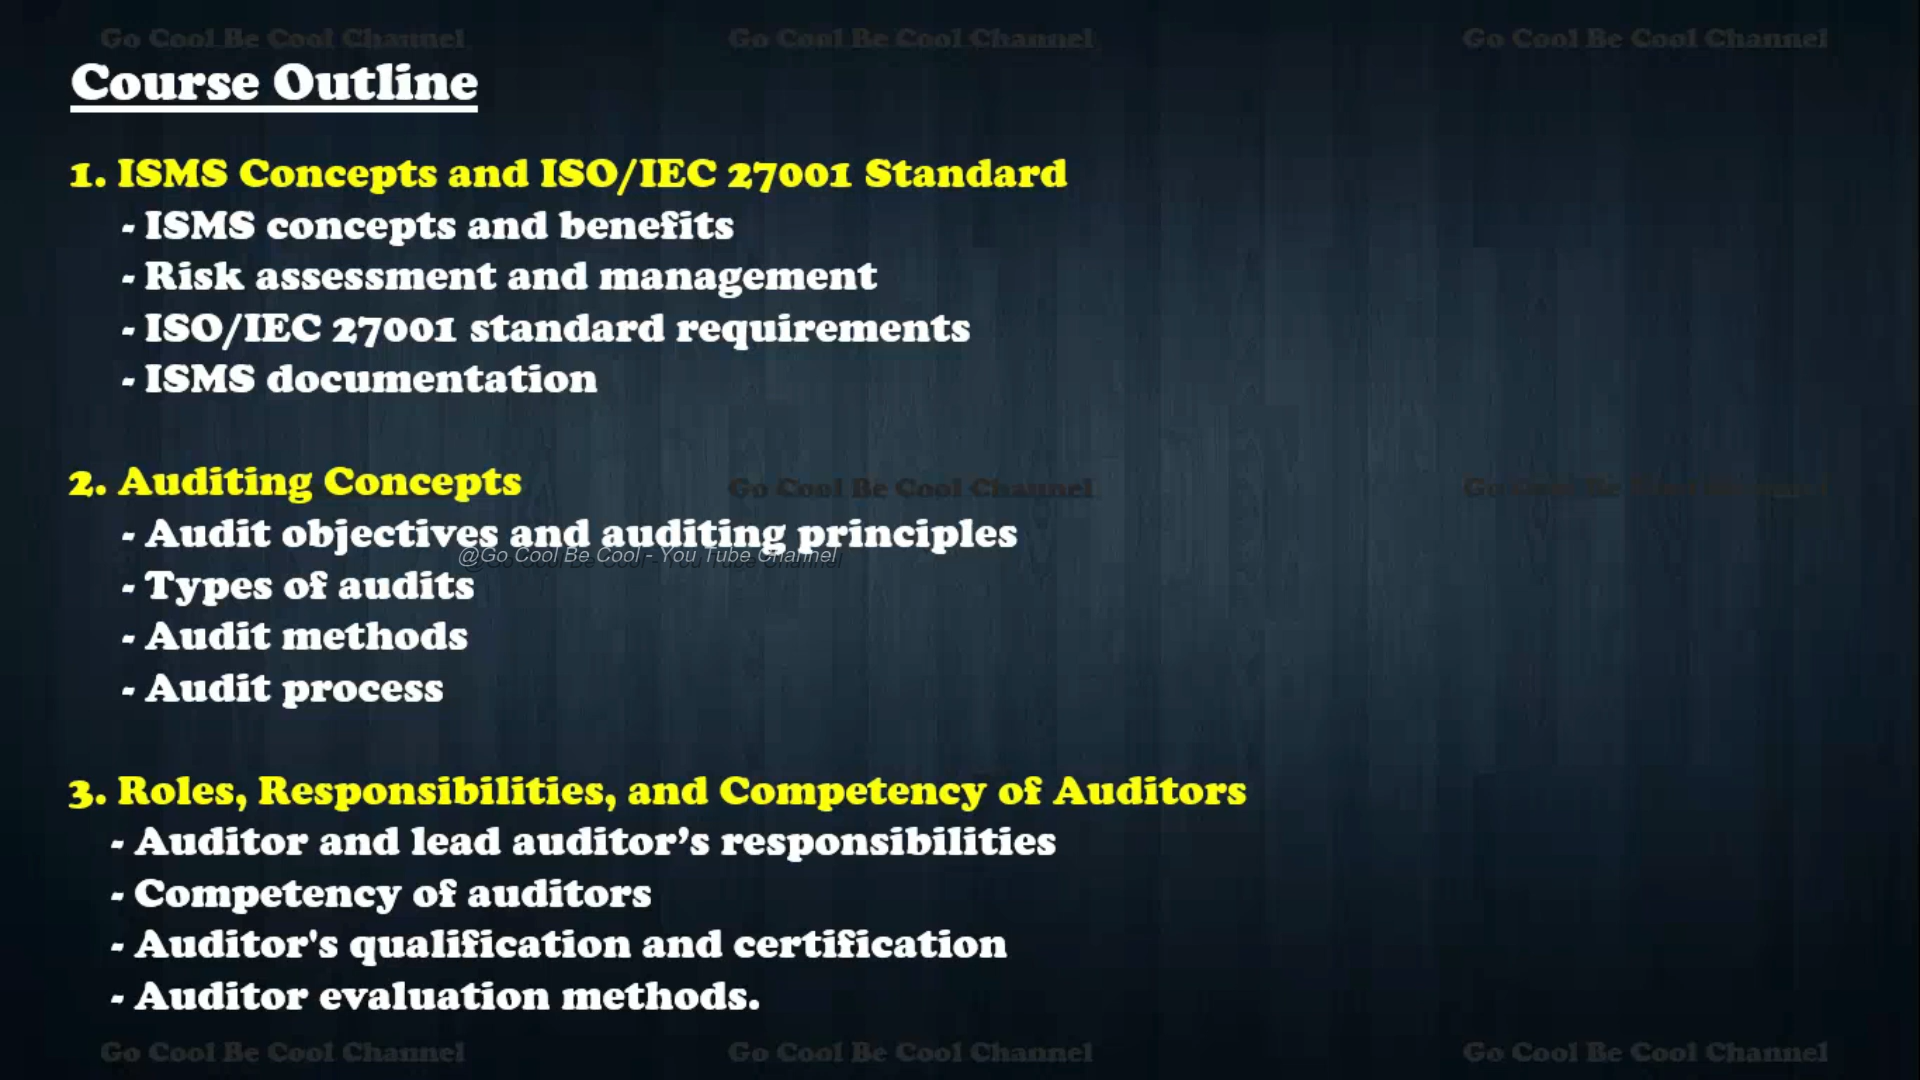 Go Cool Be Cool Channel Go Cool Be Cool Channel Go Cool Be Cool Channel
Course Outline
1. ISMS Concepts and ISO/IEC 27001 Standard
- ISMS concepts and benefits
- Risk assessment and management
- ISO/IEC 27001 standard requirements
- ISMS documentation
2. Auditing Concepts
Go Cool Be Cool Channel Go Cool Be Cool Channel
- Audit objectives and auditing principles
@Go Cool Be Cool - You Tube Channel
- Types of audits
- Audit methods
- Audit process
3. Roles, Responsibilities, and Competency of Auditors
- Auditor and lead auditor’s responsibilities
- Competency of auditors
- Auditor's qualification and certification
- Auditor evaluation methods.
Go Cool Be Cool Channel Go Cool Be Cool Channel Go Cool Be Cool Channel